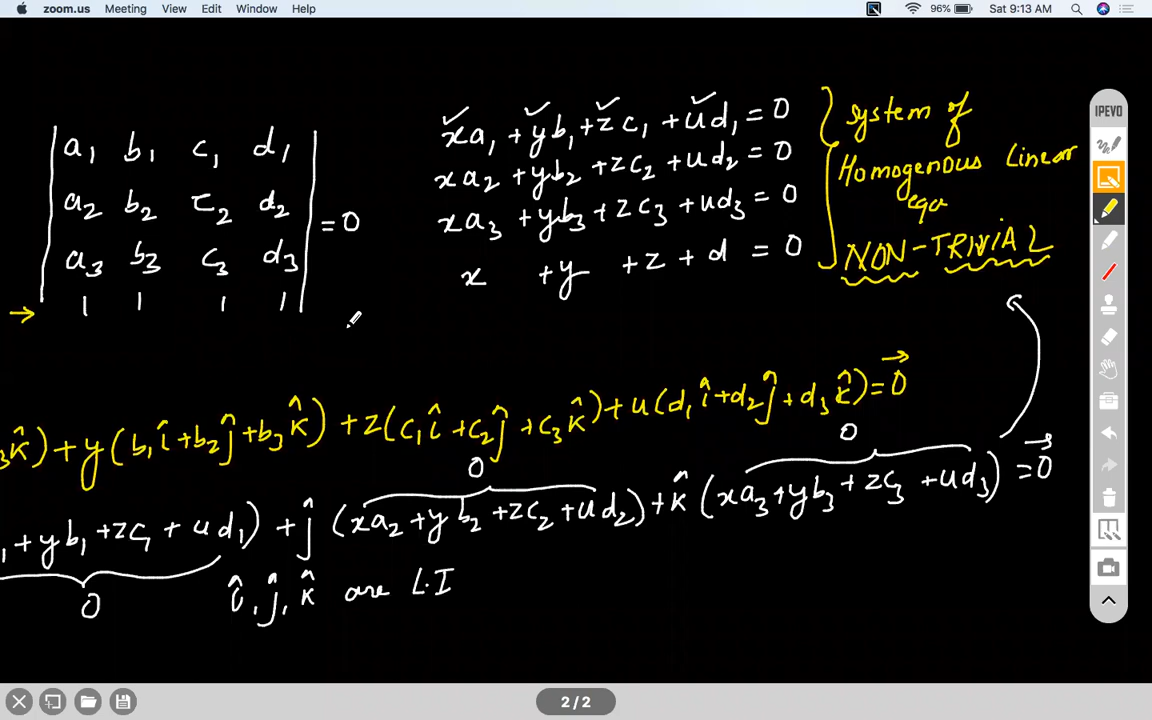 zoom.us Meeting View Edit Window Help 96% Sat 9:13 AM
IPEVO
a₁ b₁ c₁ d₁
a₂ b₂ c₂ d₂
a₃ b₃ c₃ d₃
1 1 1 1
= 0
xa₁ + yb₁ + zc₁ + ud₁ = 0
xa₂ + yb₂ + zc₂ + ud₂ = 0
xa₃ + yb₃ + zc₃ + ud₃ = 0
x + y + z + d = 0
system of
Homogenous Linear
eqo
NON-TRIVIAL
₃k̂) + y(b₁î + b₂ĵ + b₃k̂) + z(c₁î + c₂ĵ + c₃k̂) + u(d₁î + d₂ĵ + d₃k̂) = 0⃗
0 0
₁ + yb₁ + zc₁ + ud₁) + ĵ(xa₂ + yb₂ + zc₂ + ud₂) + k̂(xa₃ + yb₃ + zc₃ + ud₃) = 0⃗
0
î, ĵ, k̂ are L.I
2/2